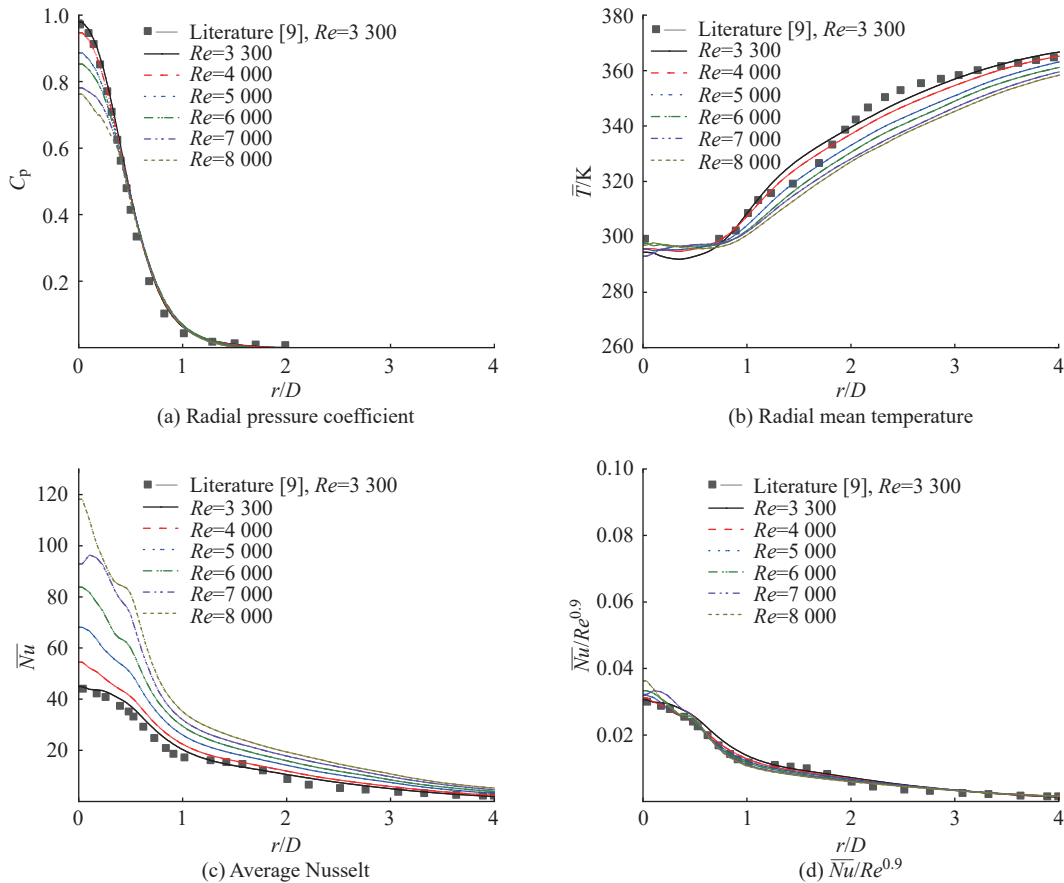 1.0
0.8
0.6
0.4
0.2
Cp
Literature [9], Re=3 300
Re=3 300
Re=4 000
Re=5 000
Re=6 000
Re=7 000
Re=8 000
0 1 2 3 4
r/D
(a) Radial pressure coefficient
380
360
340
320
300
280
260
T̅/K
Literature [9], Re=3 300
Re=3 300
Re=4 000
Re=5 000
Re=6 000
Re=7 000
Re=8 000
0 1 2 3 4
r/D
(b) Radial mean temperature
120
100
80
60
40
20
N̅u̅
Literature [9], Re=3 300
Re=3 300
Re=4 000
Re=5 000
Re=6 000
Re=7 000
Re=8 000
0 1 2 3 4
r/D
(c) Average Nusselt
0.10
0.08
0.06
0.04
0.02
0
N̅u̅/Re^0.9
Literature [9], Re=3 300
Re=3 300
Re=4 000
Re=5 000
Re=6 000
Re=7 000
Re=8 000
0 1 2 3 4
r/D
(d) N̅u̅/Re^0.9